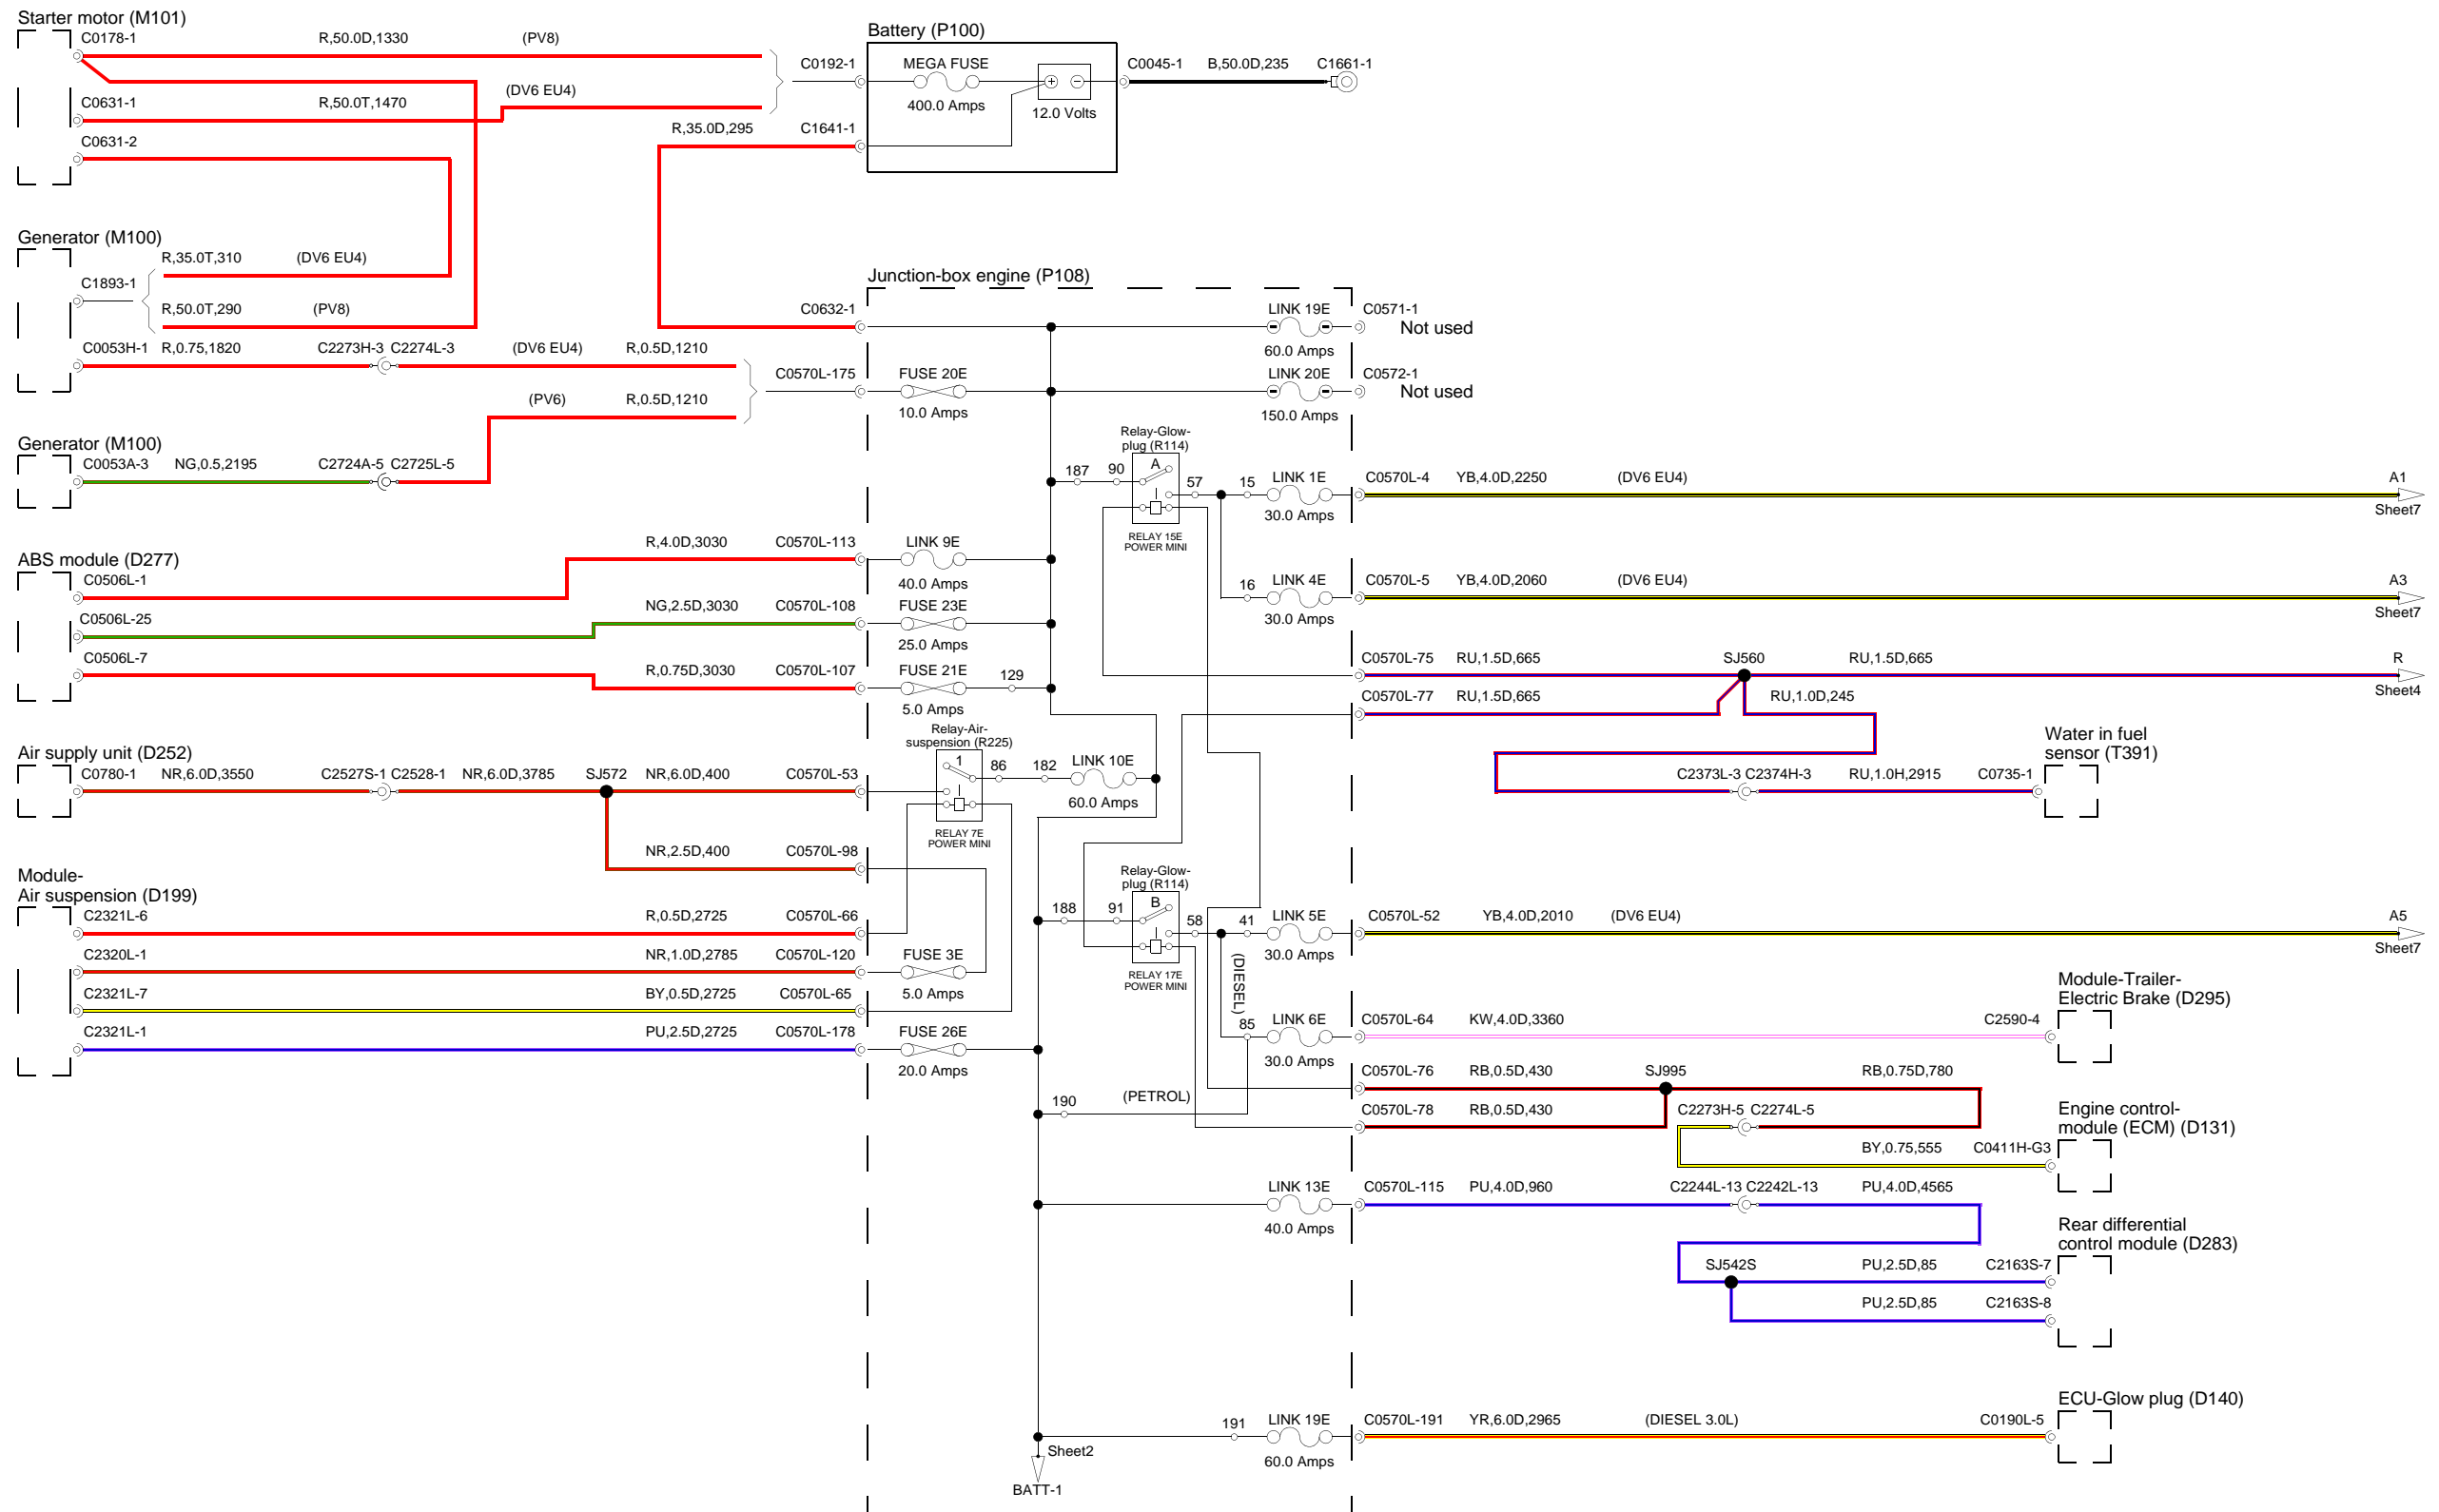 Starter motor (M101)
C0178-1 R,50.0D,1330 (PV8)
C0631-1 R,50.0T,1470 (DV6 EU4)
C0631-2
Battery (P100)
C0192-1 MEGA FUSE C0045-1 B,50.0D,235 C1661-1
400.0 Amps 12.0 Volts
R,35.0D,295 C1641-1
Generator (M100)
R,35.0T,310 (DV6 EU4)
C1893-1
R,50.0T,290 (PV8)
C0053H-1 R,0.75,1820 C2273H-3 C2274L-3 (DV6 EU4) R,0.5D,1210
(PV6) R,0.5D,1210
Generator (M100)
C0053A-3 NG,0.5,2195 C2724A-5 C2725L-5
Junction-box engine (P108)
C0632-1 LINK 19E C0571-1
Not used
60.0 Amps
C0570L-175 FUSE 20E LINK 20E C0572-1
Not used
10.0 Amps 150.0 Amps
Relay-Glow-
plug (R114)
187 90 A 57 15 LINK 1E C0570L-4 YB,4.0D,2250 (DV6 EU4) A1
30.0 Amps Sheet7
RELAY 15E
POWER MINI
ABS module (D277)
C0506L-1 R,4.0D,3030 C0570L-113 LINK 9E
40.0 Amps
16 LINK 4E C0570L-5 YB,4.0D,2060 (DV6 EU4) A3
30.0 Amps Sheet7
C0506L-25 NG,2.5D,3030 C0570L-108 FUSE 23E
25.0 Amps
C0506L-7 R,0.75D,3030 C0570L-107 FUSE 21E 129
5.0 Amps
C0570L-75 RU,1.5D,665 SJ560 RU,1.5D,665 R
Sheet4
C0570L-77 RU,1.5D,665 RU,1.0D,245
Water in fuel
sensor (T391)
C2373L-3 C2374H-3 RU,1.0H,2915 C0735-1
Air supply unit (D252)
C0780-1 NR,6.0D,3550 C2527S-1 C2528-1 NR,6.0D,3785 SJ572 NR,6.0D,400 C0570L-53
Relay-Air-
suspension (R225)
1 86 182 LINK 10E
60.0 Amps
RELAY 7E
POWER MINI
NR,2.5D,400 C0570L-98
Module-
Air suspension (D199)
C2321L-6 R,0.5D,2725 C0570L-66
C2320L-1 NR,1.0D,2785 C0570L-120 FUSE 3E
5.0 Amps
C2321L-7 BY,0.5D,2725 C0570L-65
C2321L-1 PU,2.5D,2725 C0570L-178 FUSE 26E
20.0 Amps
Relay-Glow-
plug (R114)
188 91 B 58 41 LINK 5E C0570L-52 YB,4.0D,2010 (DV6 EU4) A5
30.0 Amps Sheet7
RELAY 17E
POWER MINI
(DIESEL)
Module-Trailer-
Electric Brake (D295)
85 LINK 6E C0570L-64 KW,4.0D,3360 C2590-4
30.0 Amps
190 (PETROL)
C0570L-76 RB,0.5D,430 SJ995 RB,0.75D,780
C0570L-78 RB,0.5D,430 C2273H-5 C2274L-5
Engine control-
module (ECM) (D131)
BY,0.75,555 C0411H-G3
LINK 13E C0570L-115 PU,4.0D,960 C2244L-13 C2242L-13 PU,4.0D,4565
40.0 Amps
Rear differential
control module (D283)
SJ542S PU,2.5D,85 C2163S-7
PU,2.5D,85 C2163S-8
ECU-Glow plug (D140)
191 LINK 19E C0570L-191 YR,6.0D,2965 (DIESEL 3.0L) C0190L-5
60.0 Amps
Sheet2
BATT-1